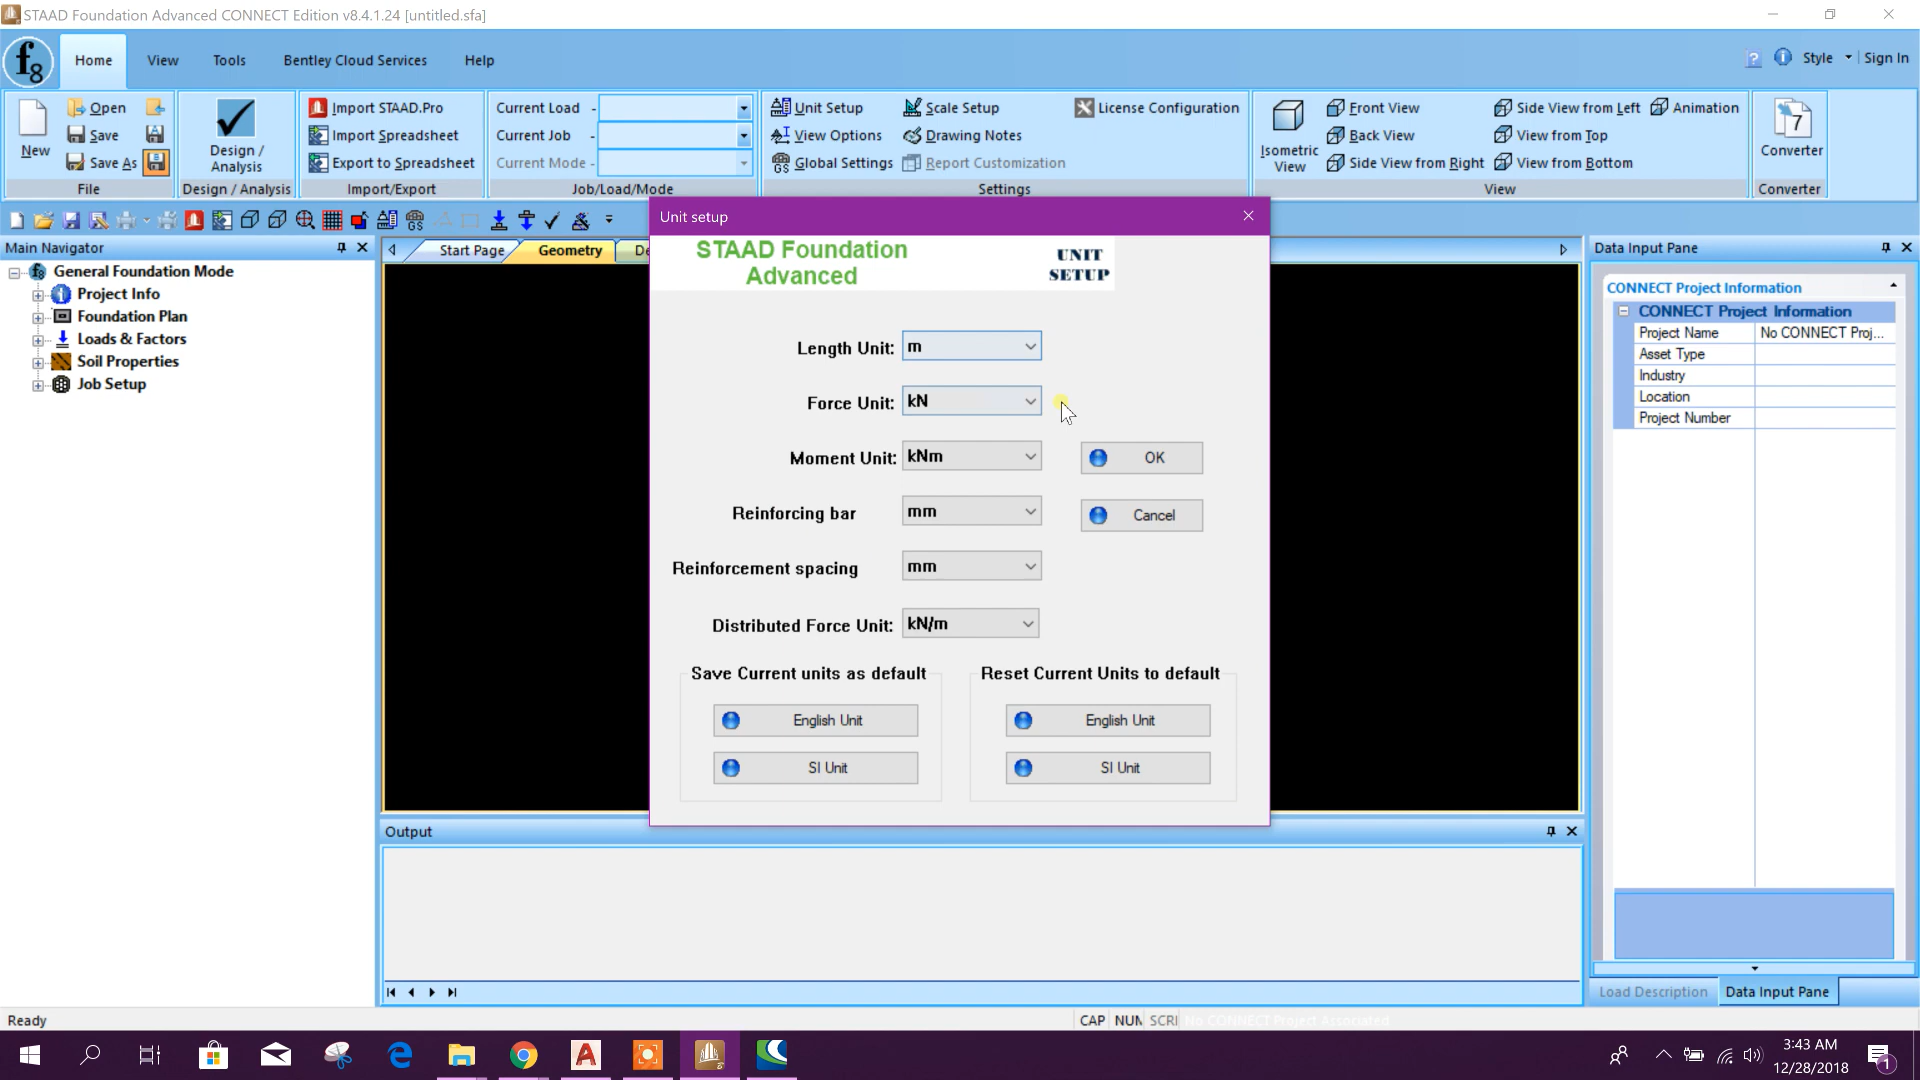 STAAD Foundation Advanced CONNECT Edition v8.4.1.24 [untitled.sfa]
Home
View
Tools
Bentley Cloud Services
Help
Style
Sign In
New
Open
Save
Save As
File
Design /
Analysis
Design / Analysis
Import STAAD.Pro
Import Spreadsheet
Export to Spreadsheet
Import/Export
Current Load -
Current Job -
Current Mode -
Job/Load/Mode
Unit Setup
View Options
Global Settings
Scale Setup
Drawing Notes
Report Customization
License Configuration
Settings
Isometric
View
Front View
Back View
Side View from Right
Side View from Left
View from Top
View from Bottom
Animation
View
7
Converter
Converter
Main Navigator
General Foundation Mode
Project Info
Foundation Plan
Loads & Factors
Soil Properties
Job Setup
Start Page
Geometry
De
Unit setup
STAAD Foundation
Advanced
UNIT
SETUP
Length Unit: m
Force Unit: kN
Moment Unit: kNm
Reinforcing bar mm
Reinforcement spacing mm
Distributed Force Unit: kN/m
OK
Cancel
Save Current units as default
English Unit
SI Unit
Reset Current Units to default
English Unit
SI Unit
Data Input Pane
CONNECT Project Information
CONNECT Project Information
Project Name No CONNECT Proj...
Asset Type
Industry
Location
Project Number
Output
Load Description
Data Input Pane
Ready
CAP NUM SCRI No CONNECT Project Associated
3:43 AM
12/28/2018
1